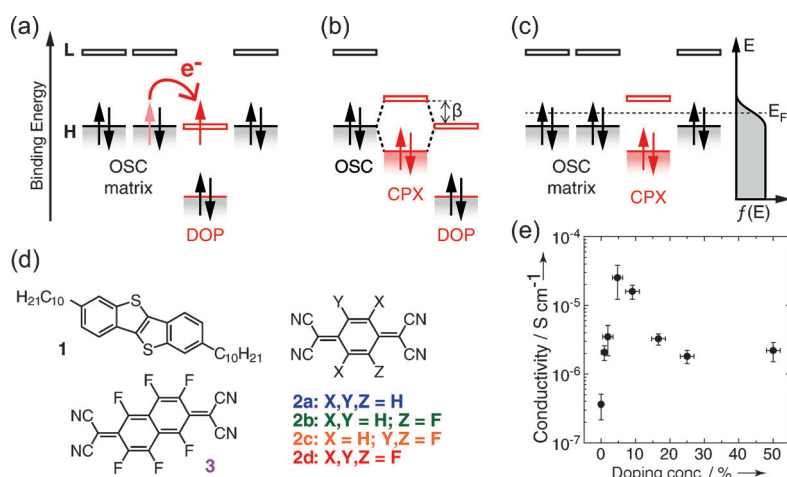 (a)
(b)
(c)
Binding Energy
L
H
e-
OSC
matrix
DOP
β
OSC
CPX
DOP
OSC
matrix
CPX
E
EF
f(E)
(d)
H21C10
S
S
C10H21
1
F F
NC
CN
NC
F
F
CN
F F
3
Y X
NC
CN
NC
CN
X Z
2a: X,Y,Z = H
2b: X,Y = H; Z = F
2c: X = H; Y,Z = F
2d: X,Y,Z = F
(e)
Conductivity / S cm-1
10-4
10-5
10-6
10-7
0 10 20 30 40 50
Doping conc. / %